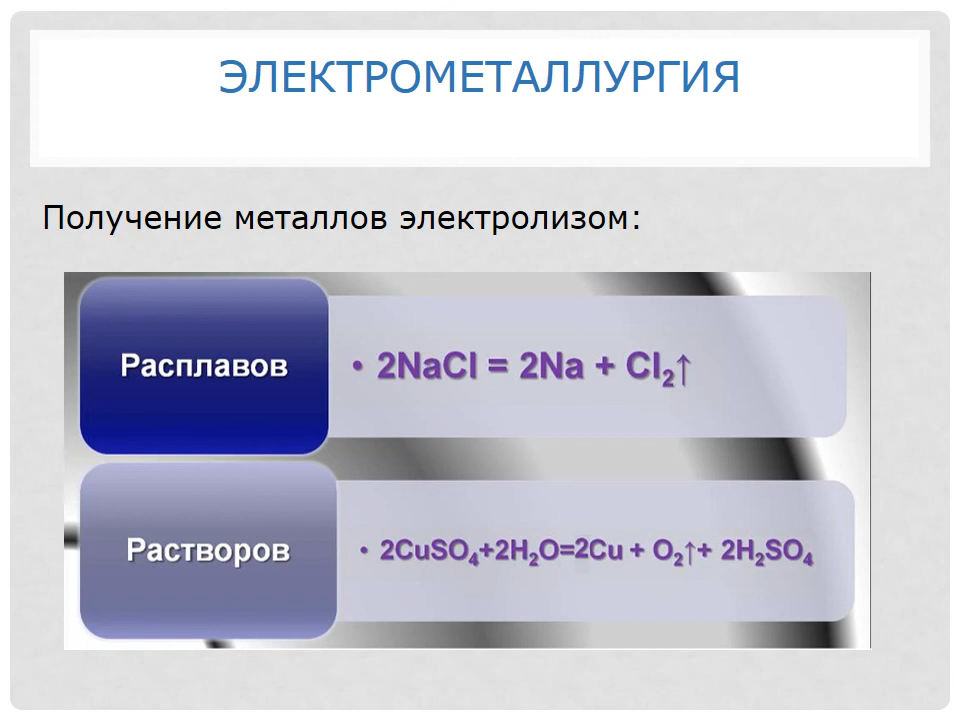 ЭЛЕКТРОМЕТАЛЛУРГИЯ
Получение металлов электролизом:
Расплавов
• 2NaCl = 2Na + Cl₂↑
Растворов
• 2CuSO₄+2H₂O=2Cu + O₂↑+ 2H₂SO₄